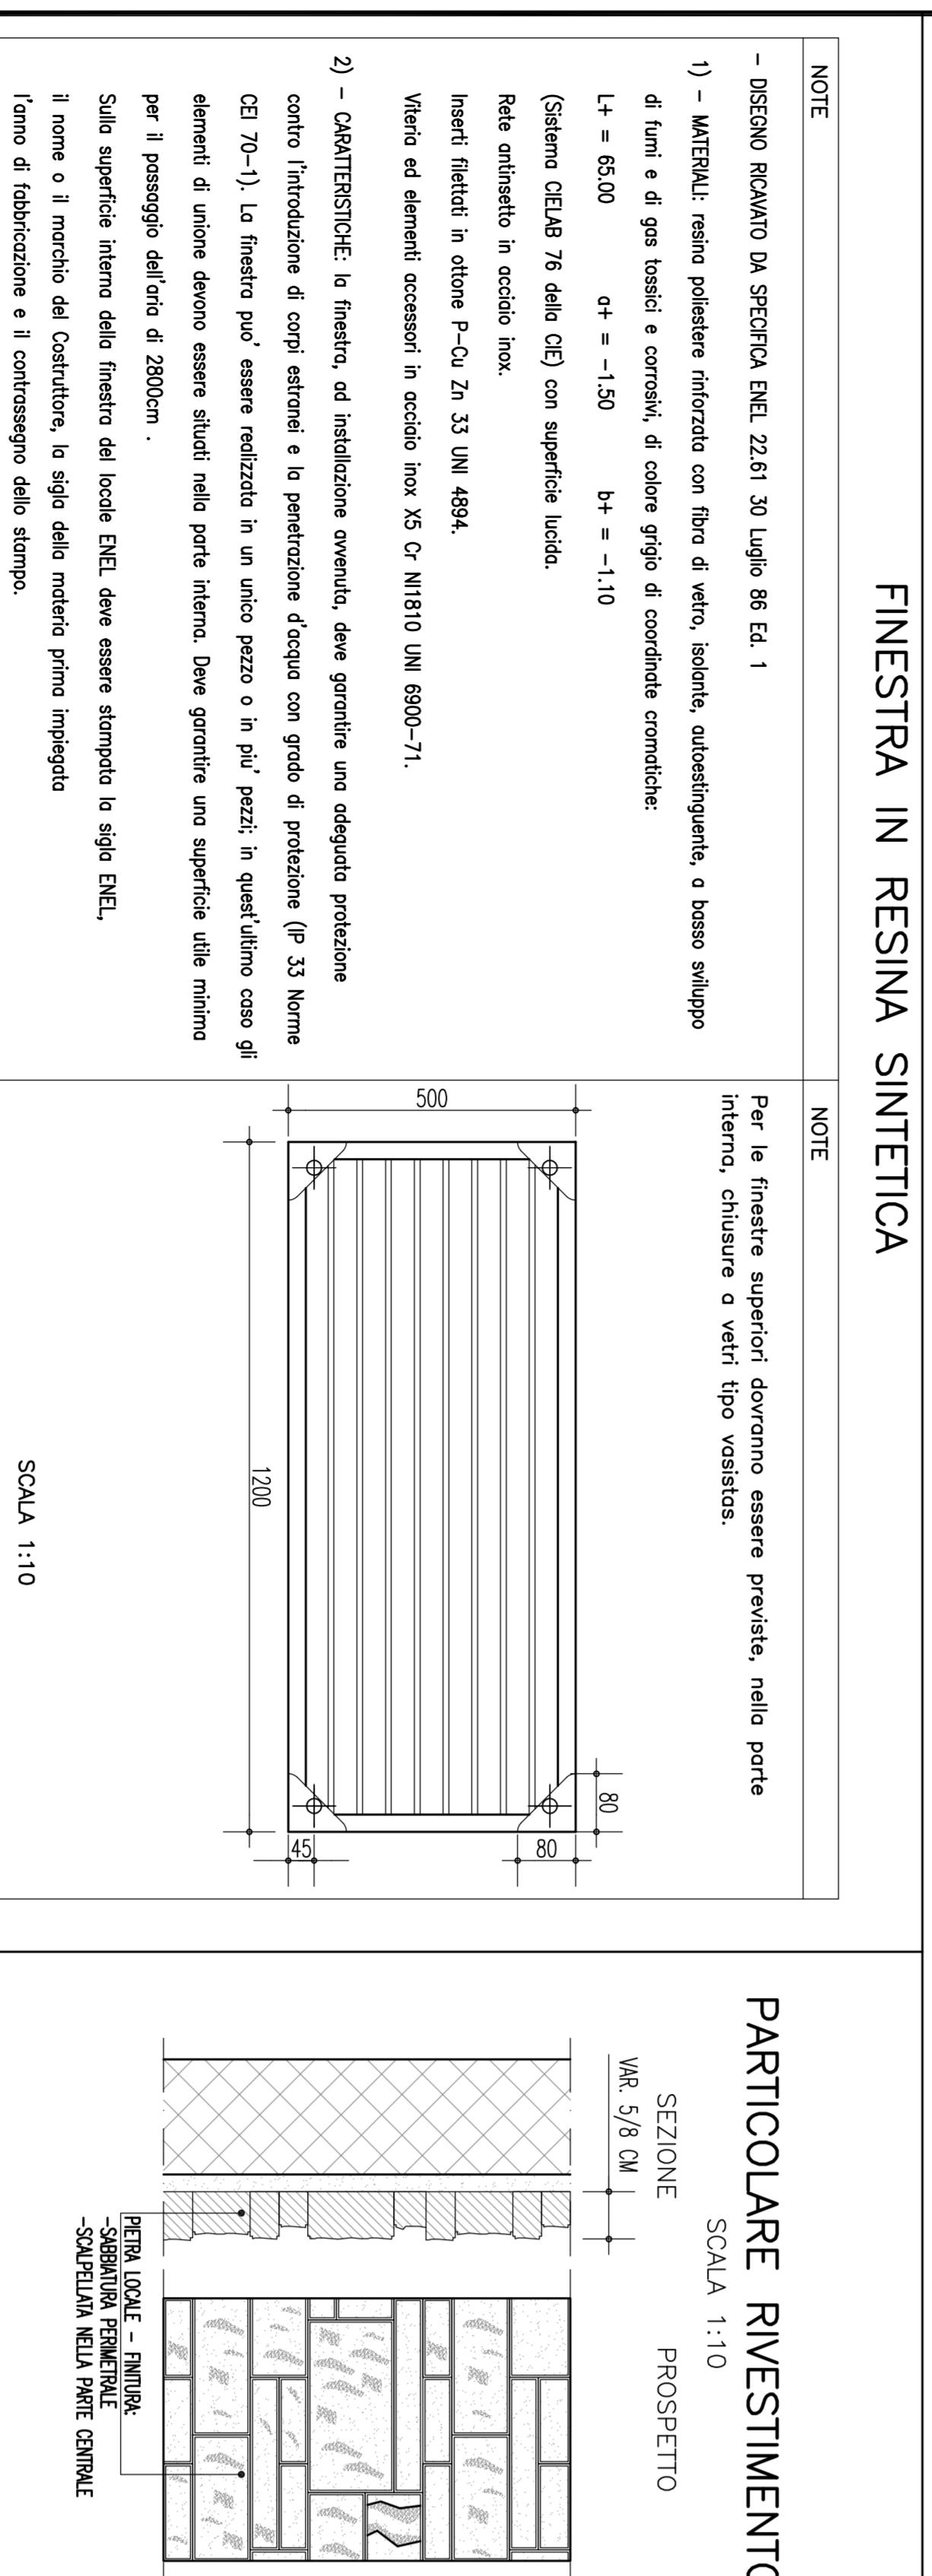 FINESTRA IN RESINA SINTETICA
NOTE
- DISEGNO RICAVATO DA SPECIFICA ENEL 22.61 30 Luglio 86 Ed. 1
1) - MATERIALI: resina poliestere rinforzata con fibra di vetro, isolante, autoestinguente, a basso sviluppo
di fumi e di gas tossici e corrosivi, di colore grigio di coordinate cromatiche:
L+ = 65.00 a+ = -1.50 b+ = -1.10
(Sistema CIELAB 76 della CIE) con superficie lucida.
Rete antinsetto in acciaio inox.
Inserti filettati in ottone P-Cu Zn 33 UNI 4894.
Viteria ed elementi accessori in acciaio inox X5 Cr NI1810 UNI 6900-71.
2) - CARATTERISTICHE: la finestra, ad installazione avvenuta, deve garantire una adeguata protezione
contro l'introduzione di corpi estranei e la penetrazione d'acqua con grado di protezione (IP 33 Norme
CEI 70-1). La finestra puo' essere realizzata in un unico pezzo o in piu' pezzi; in quest'ultimo caso gli
elementi di unione devono essere situati nella parte interna. Deve garantire una superficie utile minima
per il passaggio dell'aria di 2800cm .
Sulla superficie interna della finestra del locale ENEL deve essere stampata la sigla ENEL,
il nome o il marchio del Costruttore, la sigla della materia prima impiegata
l'anno di fabbricazione e il contrassegno dello stampo.
NOTE
Per le finestre superiori dovranno essere previste, nella parte
interna, chiusure a vetri tipo vasistas.
80
80
500
45
1200
SCALA 1:10
PARTICOLARE RIVESTIMENTO
SCALA 1:10
SEZIONE
PROSPETTO
VAR. 5/8 CM
PIETRA LOCALE - FINITURA:
-SABBIATURA PERIMETRALE
-SCALPELLATA NELLA PARTE CENTRALE